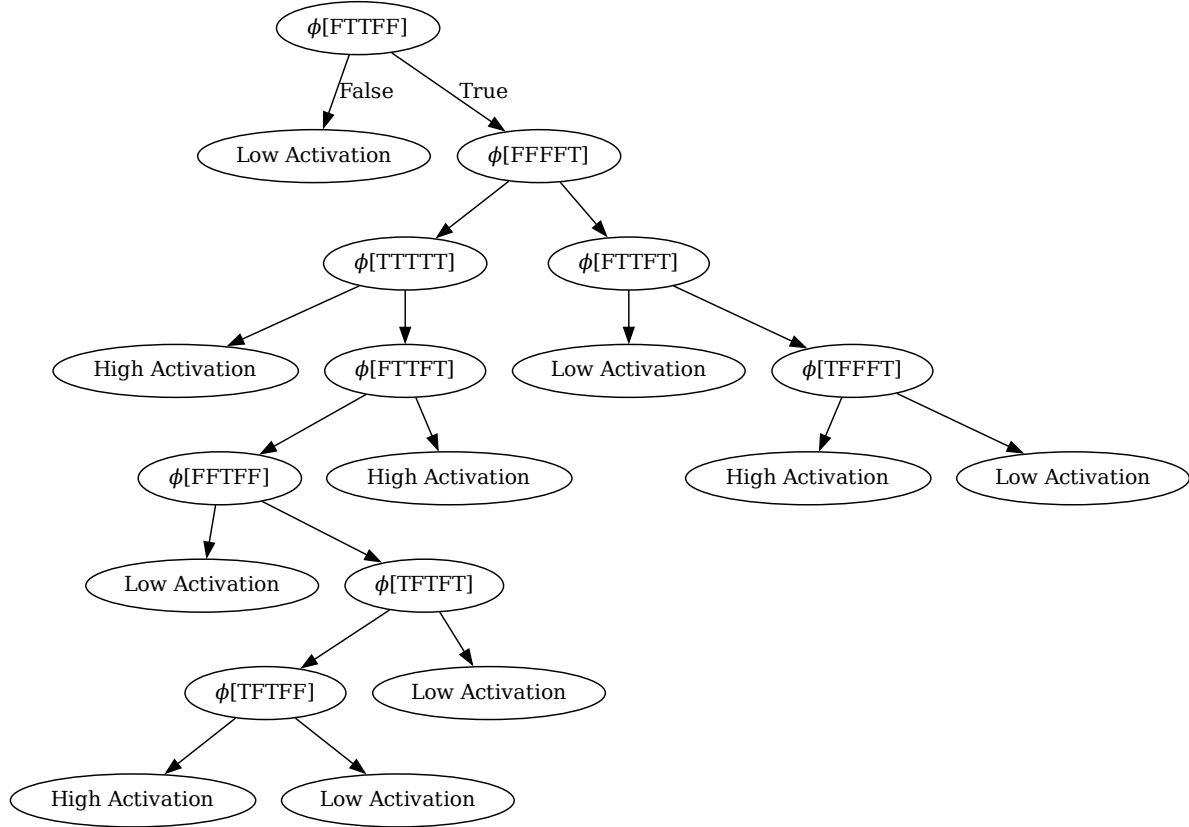 ϕ[FTTFF]
False
True
Low Activation
ϕ[FFFFT]
ϕ[TTTTT]
ϕ[FTTFT]
High Activation
ϕ[FTTFT]
Low Activation
ϕ[TFFFT]
ϕ[FFTFF]
High Activation
High Activation
Low Activation
Low Activation
ϕ[TFTFT]
ϕ[TFTFF]
Low Activation
High Activation
Low Activation